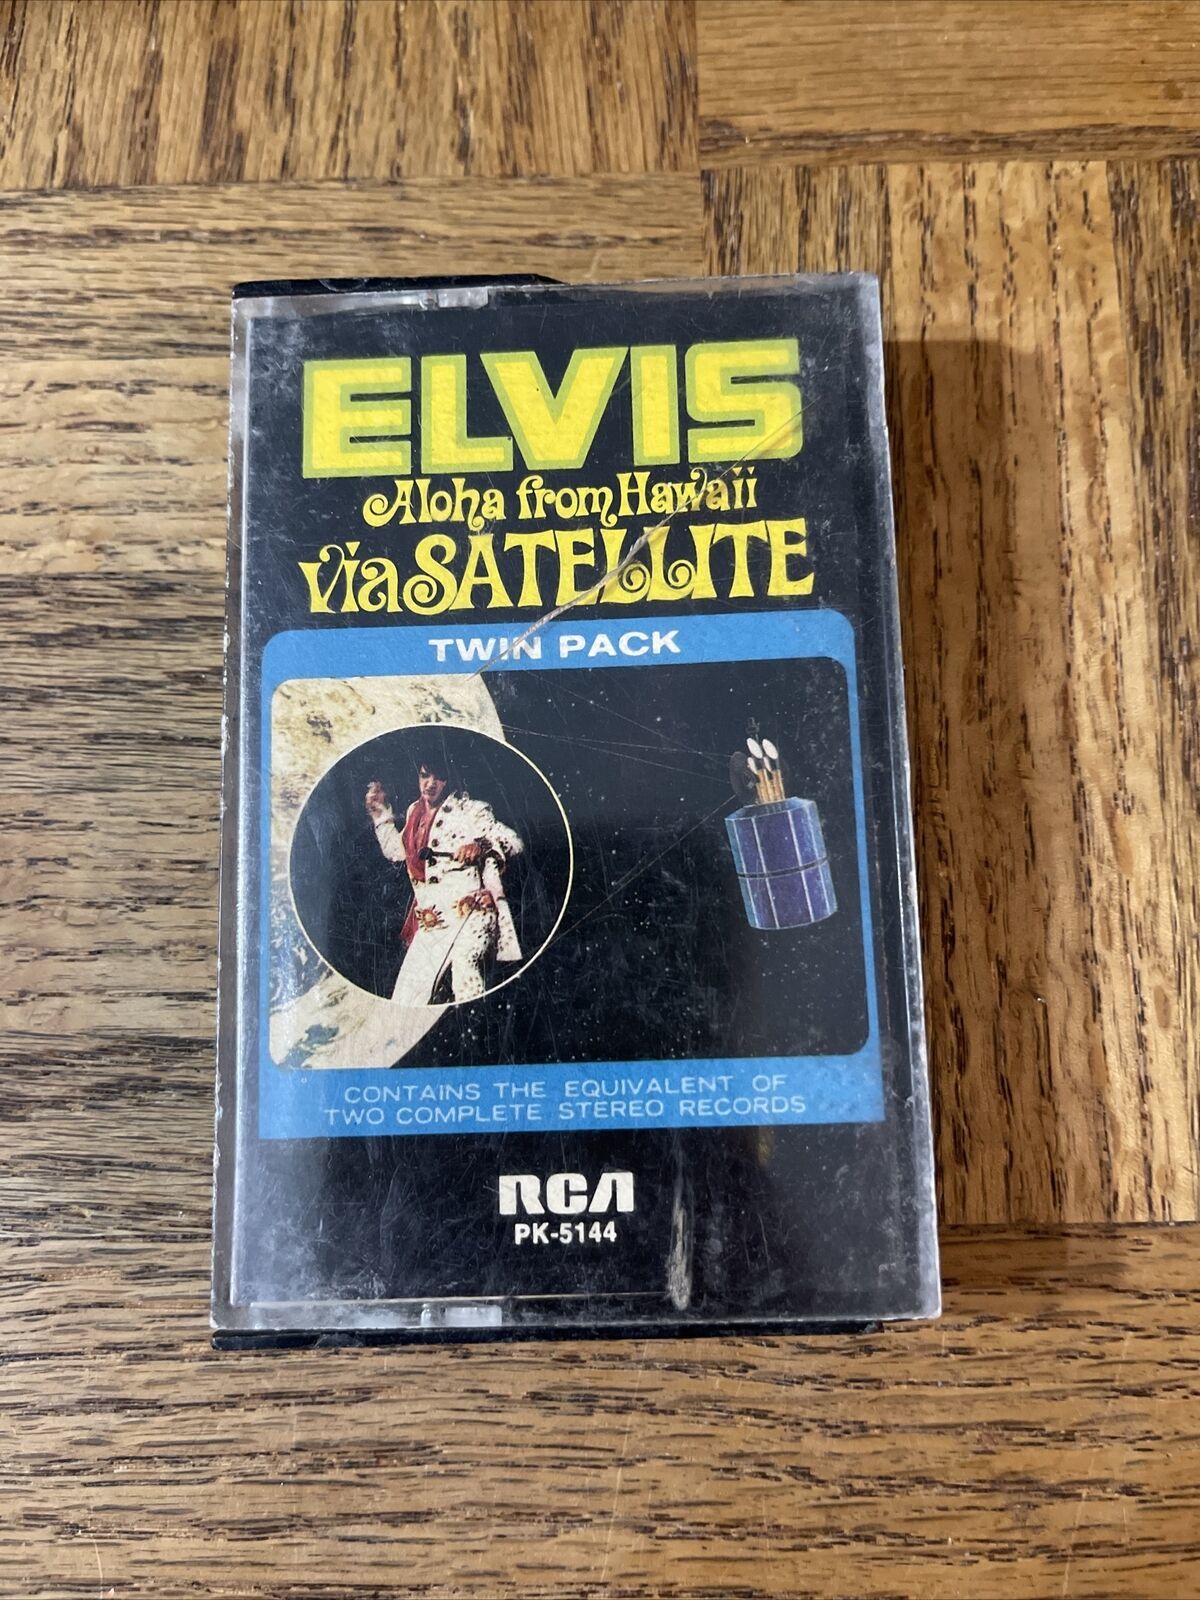 ELVIS
Aloha from Hawaii
via SATELLITE
TWIN PACK
CONTAINS THE EQUIVALENT OF
TWO COMPLETE STEREO RECORDS
RCA
PK-5144